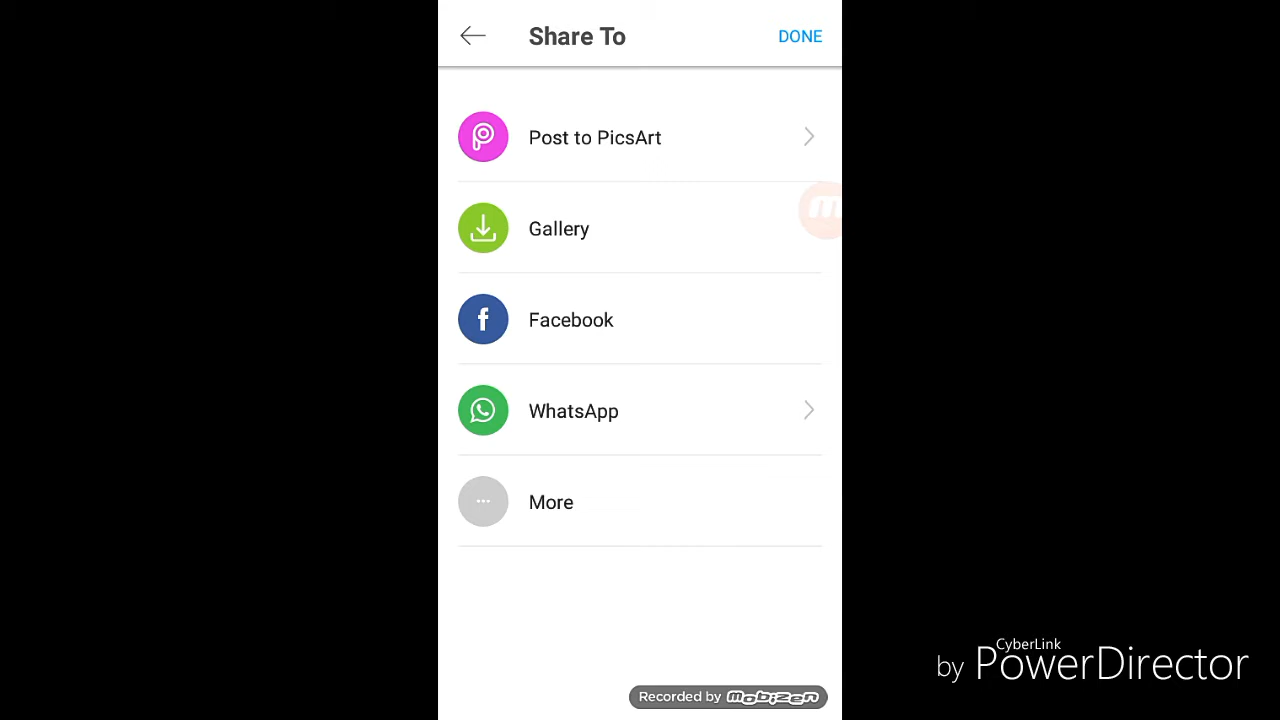 Share To
DONE
Post to PicsArt
Gallery
Facebook
WhatsApp
More
Recorded by mobizen
CyberLink
by PowerDirector